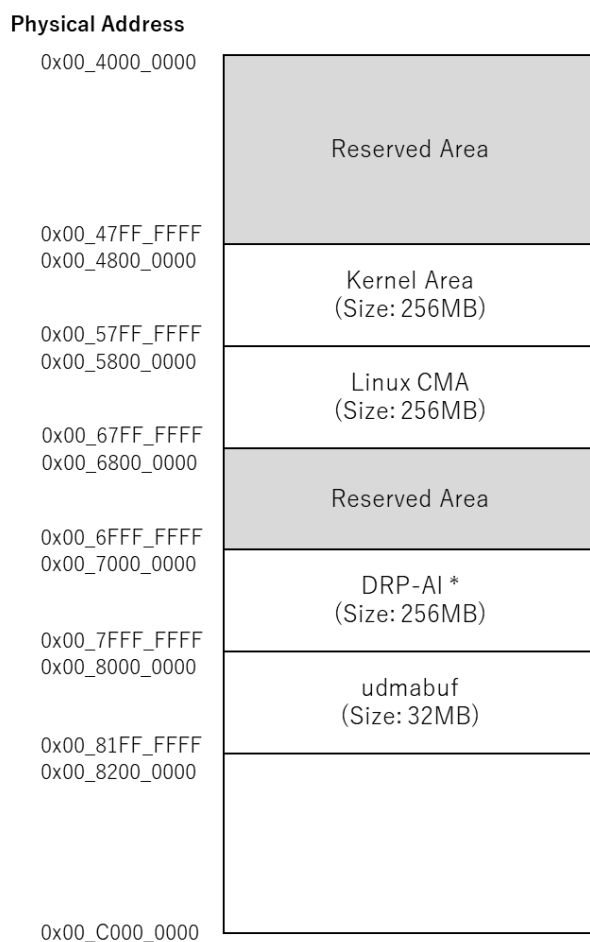 Physical Address
0x00_4000_0000
Reserved Area
0x00_47FF_FFFF
0x00_4800_0000
Kernel Area
(Size: 256MB)
0x00_57FF_FFFF
0x00_5800_0000
Linux CMA
(Size: 256MB)
0x00_67FF_FFFF
0x00_6800_0000
Reserved Area
0x00_6FFF_FFFF
0x00_7000_0000
DRP-AI *
(Size: 256MB)
0x00_7FFF_FFFF
0x00_8000_0000
udmabuf
(Size: 32MB)
0x00_81FF_FFFF
0x00_8200_0000
0x00_C000_0000